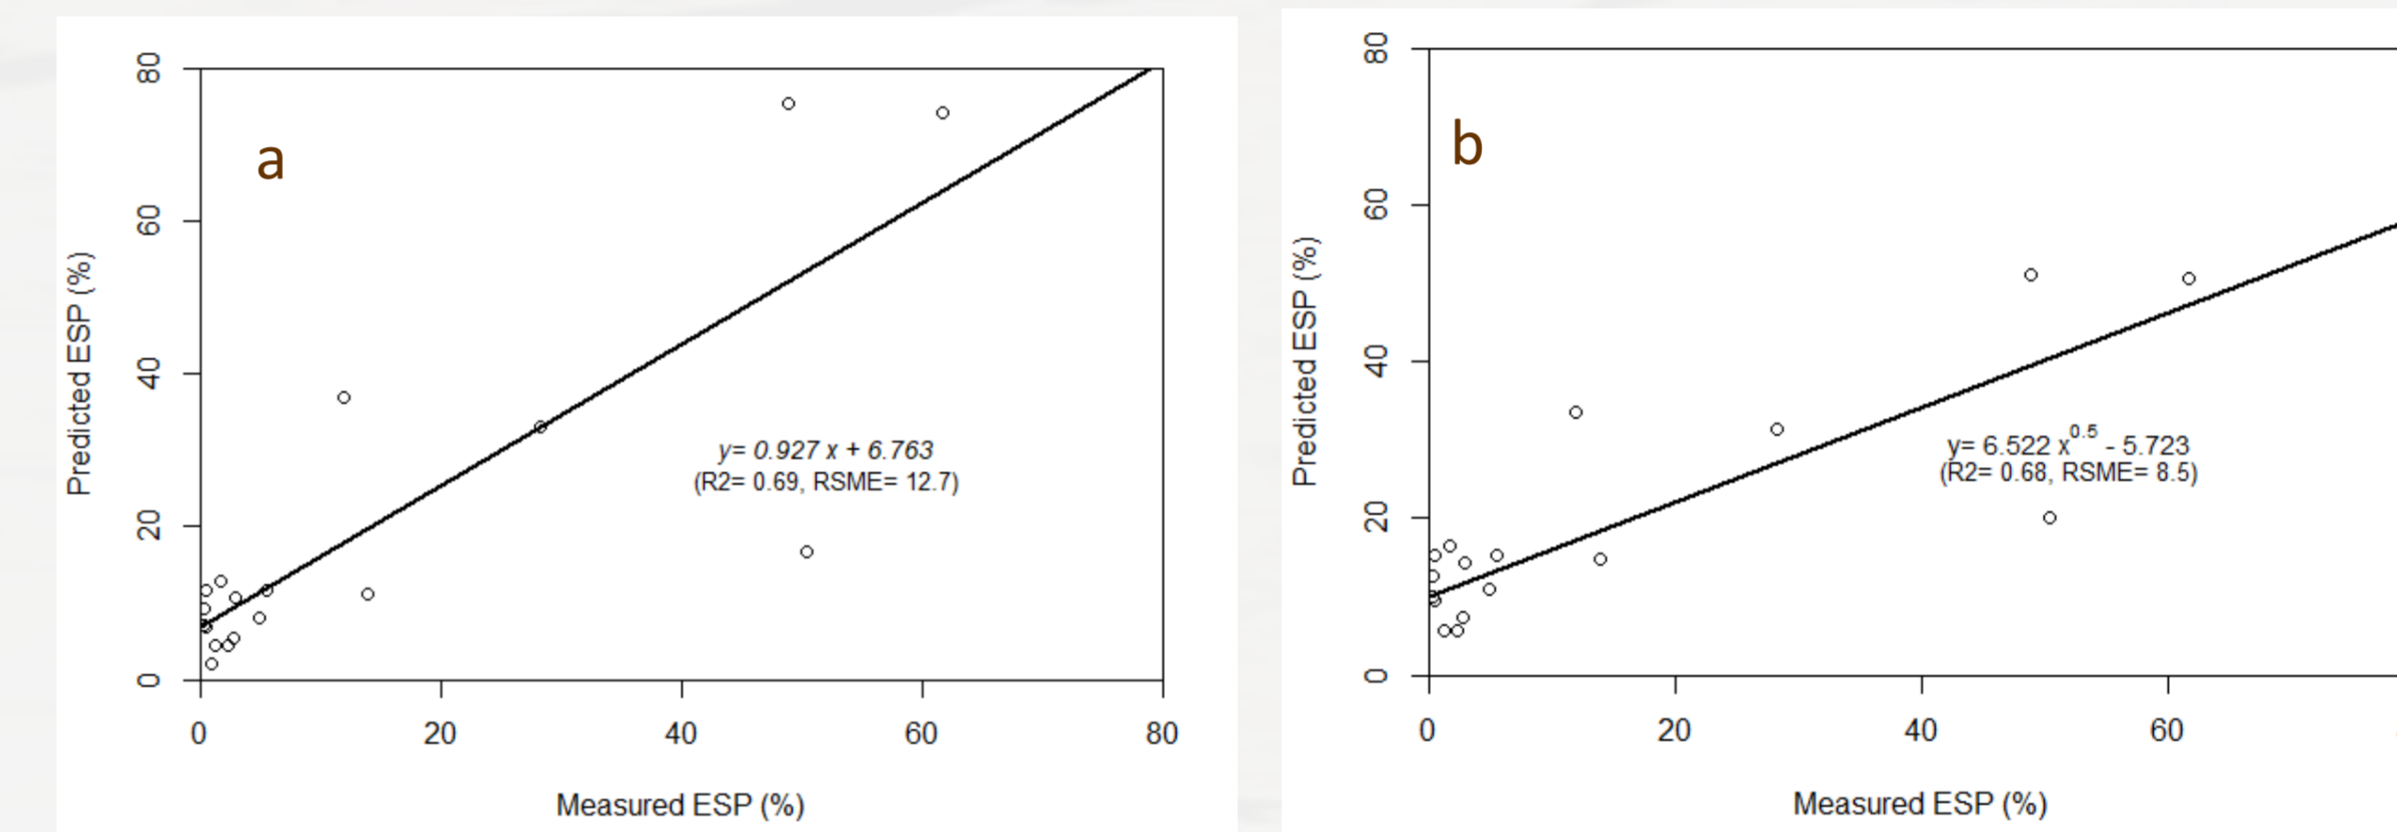 a
Predicted ESP (%)
80
60
40
20
0
y= 0.927 x + 6.763
(R2= 0.69, RSME= 12.7)
0 20 40 60 80
Measured ESP (%)
b
Predicted ESP (%)
80
60
40
20
0
y= 6.522 x^0.5 - 5.723
(R2= 0.68, RSME= 8.5)
0 20 40 60
Measured ESP (%)